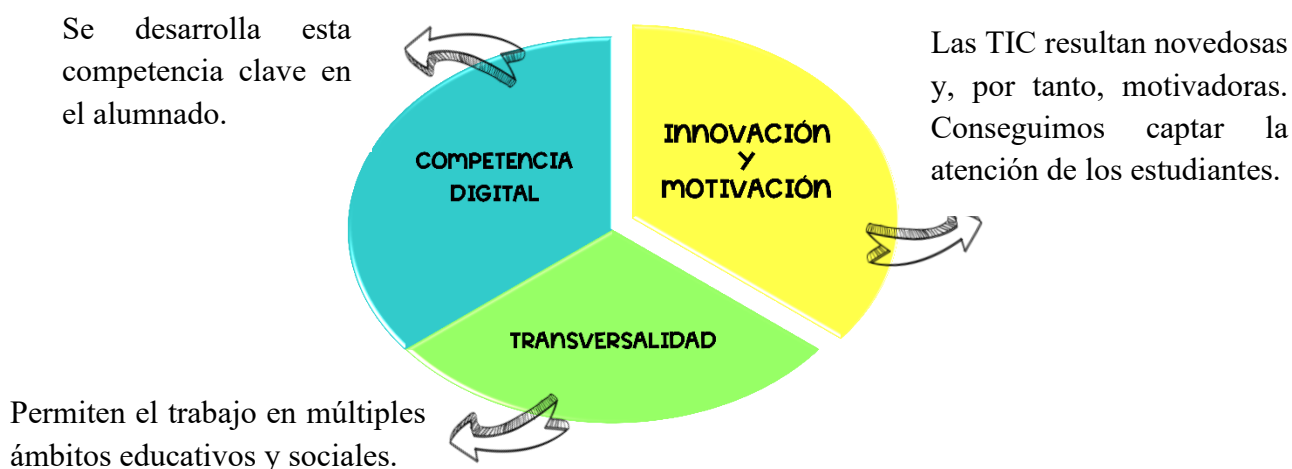 Se desarrolla esta
competencia clave en
el alumnado.
COMPETENCIA
DIGITAL
INNOVACIÓN
Y
MOTIVACIÓN
Las TIC resultan novedosas
y, por tanto, motivadoras.
Conseguimos captar la
atención de los estudiantes.
TRANSVERSALIDAD
Permiten el trabajo en múltiples
ámbitos educativos y sociales.